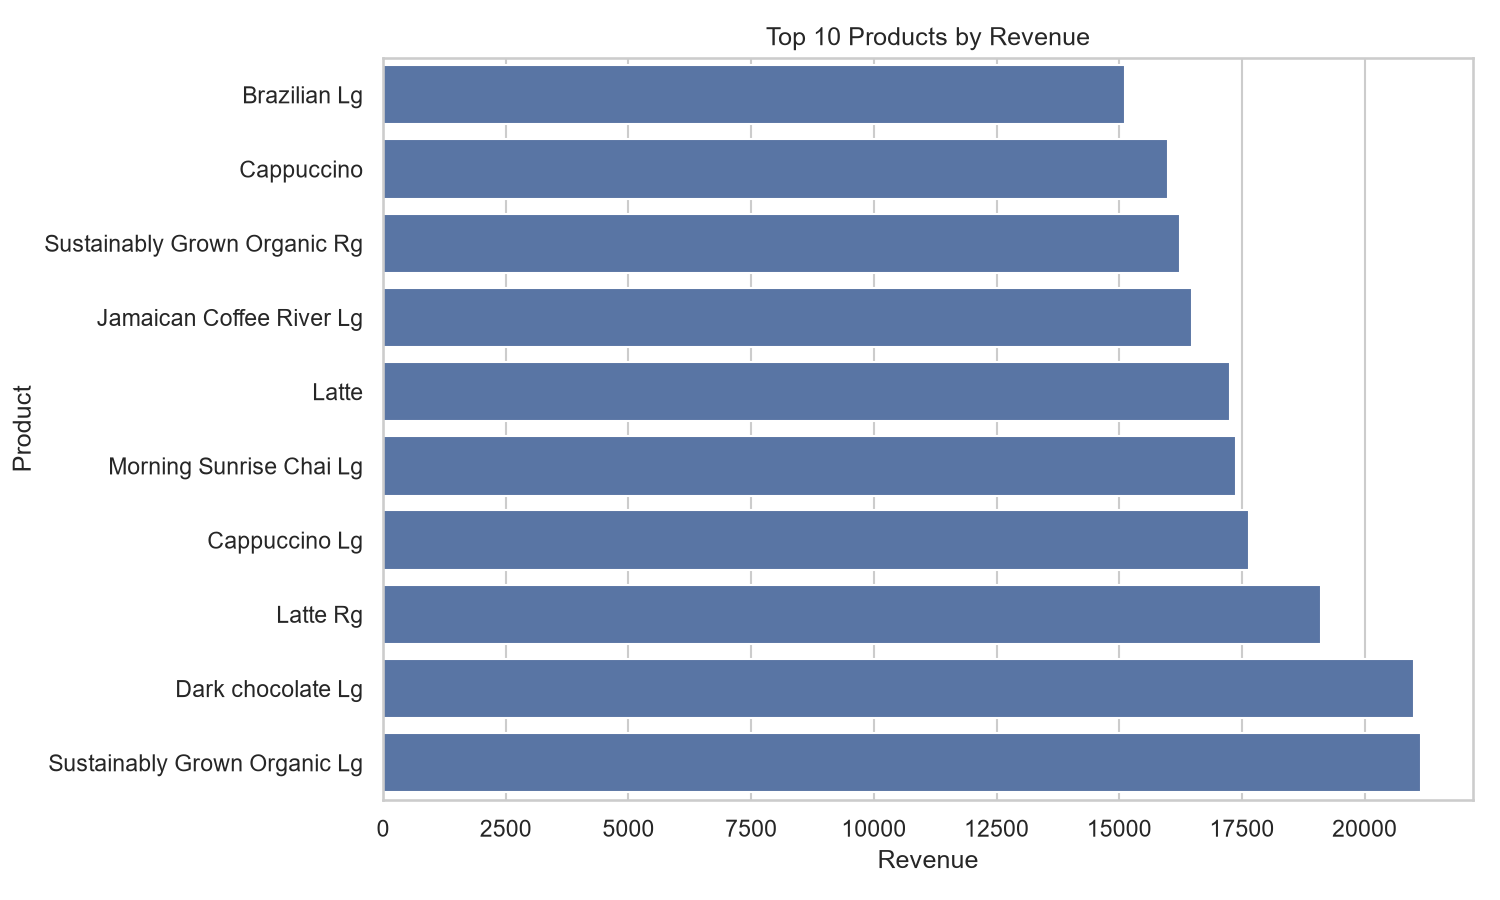 Top 10 Products by Revenue
Product
Brazilian Lg
Cappuccino
Sustainably Grown Organic Rg
Jamaican Coffee River Lg
Latte
Morning Sunrise Chai Lg
Cappuccino Lg
Latte Rg
Dark chocolate Lg
Sustainably Grown Organic Lg
0 2500 5000 7500 10000 12500 15000 17500 20000
Revenue